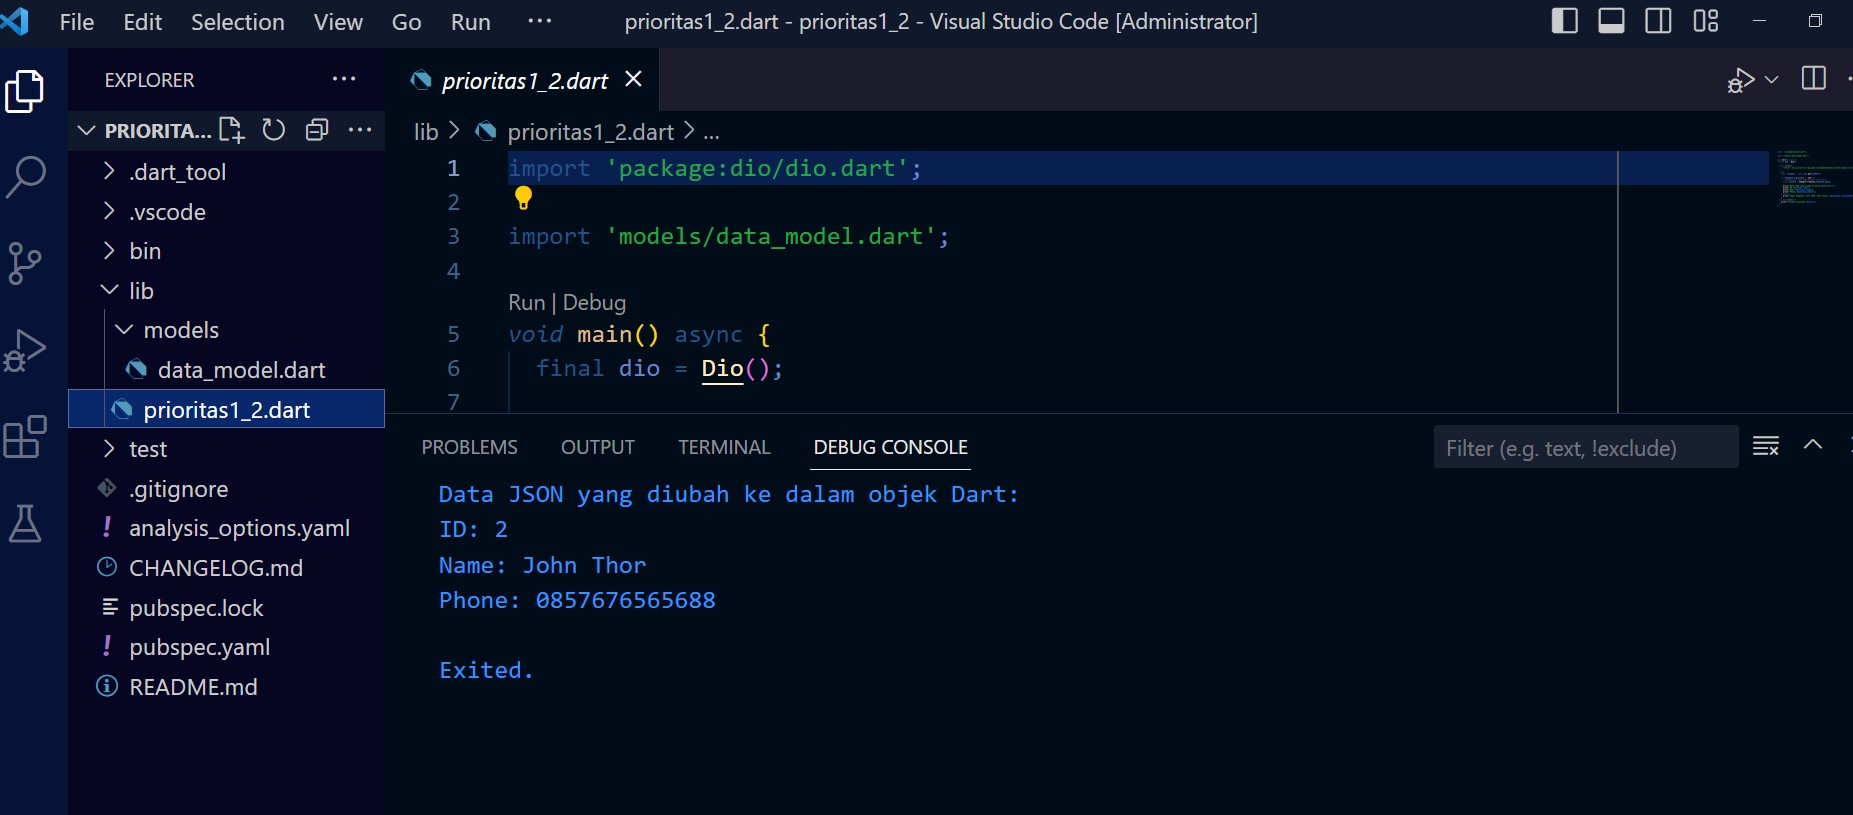 File Edit Selection View Go Run ··· prioritas1_2.dart - prioritas1_2 - Visual Studio Code [Administrator]
EXPLORER ···
PRIORITA... ···
.dart_tool
.vscode
bin
lib
models
data_model.dart
prioritas1_2.dart
test
.gitignore
! analysis_options.yaml
CHANGELOG.md
pubspec.lock
! pubspec.yaml
README.md
prioritas1_2.dart
lib > prioritas1_2.dart > ...
1 import 'package:dio/dio.dart';
2
3 import 'models/data_model.dart';
4
Run | Debug
5 void main() async {
6 final dio = Dio();
7
PROBLEMS OUTPUT TERMINAL DEBUG CONSOLE Filter (e.g. text, !exclude)
Data JSON yang diubah ke dalam objek Dart:
ID: 2
Name: John Thor
Phone: 0857676565688
Exited.